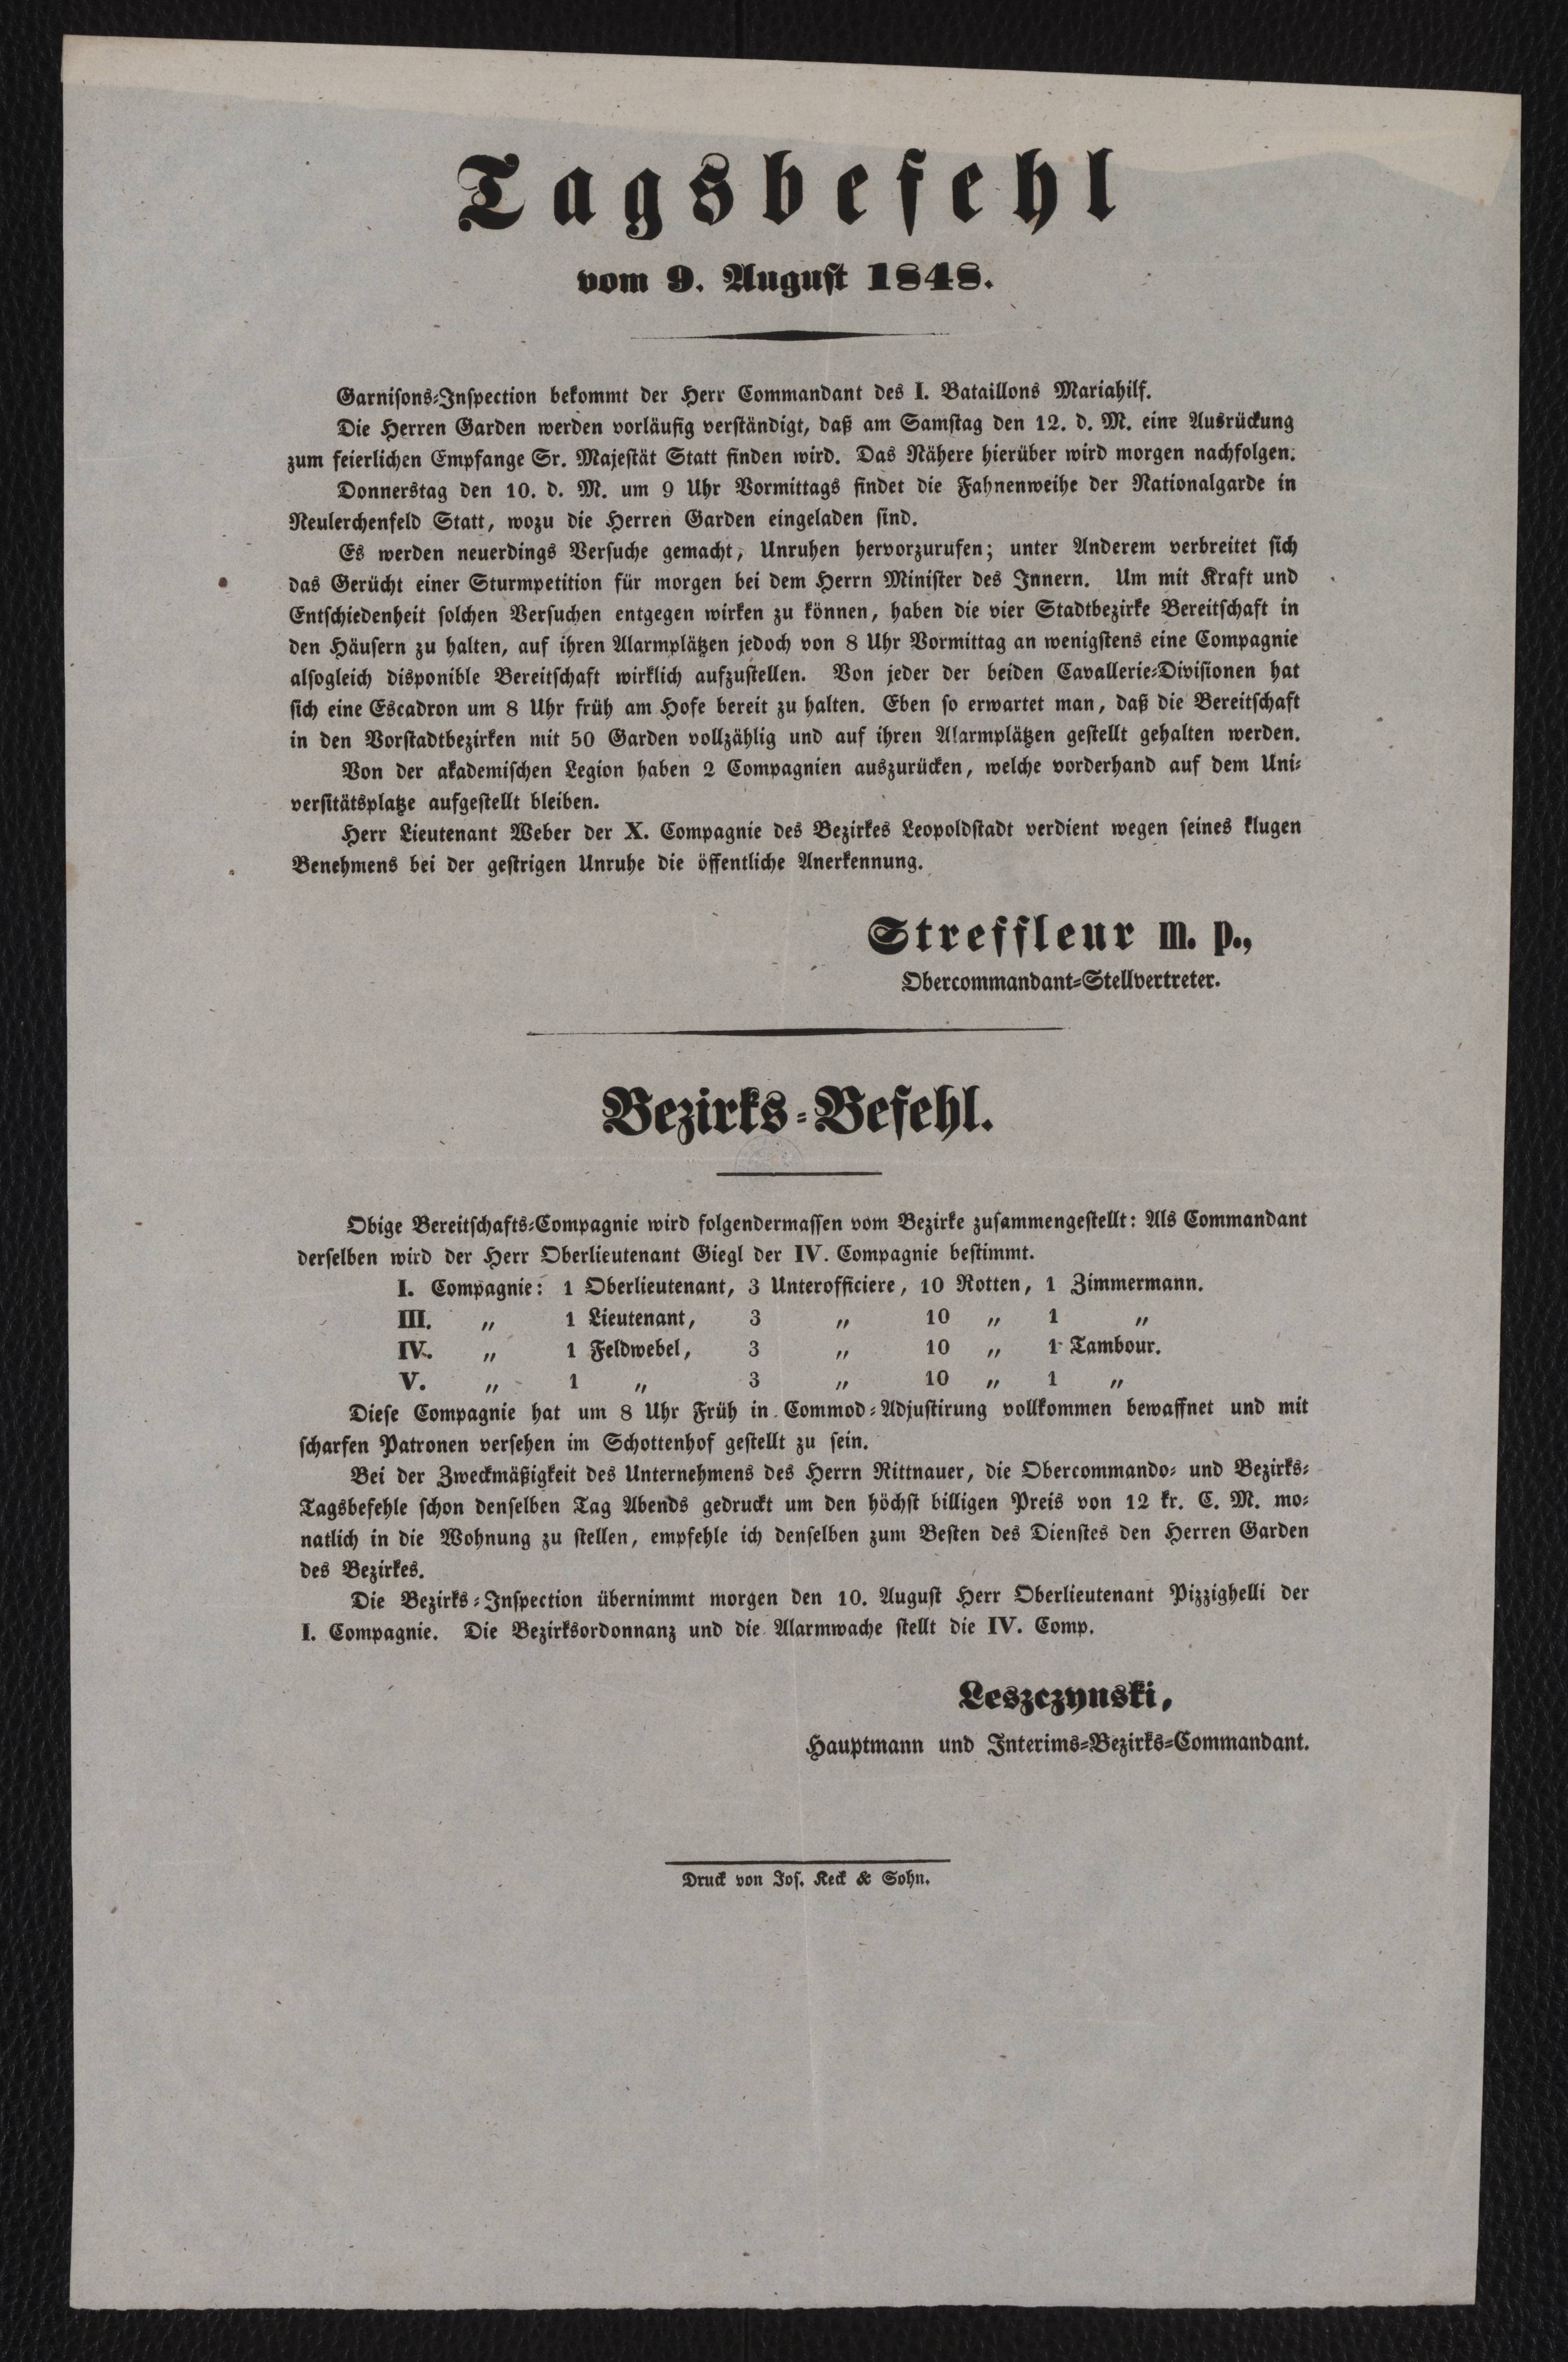 Tagsbefehl
vom 9. August 1848.
Garnisons-Inspection bekommt der Herr Commandant des I. Bataillons Mariahilf.
Die Herren Garden werden vorläufig verständigt, daß am Samstag den 12. d. M. eine Ausrückung
zum feierlichen Empfange Sr. Majestät Statt finden wird. Das Nähere hierüber wird morgen nachfolgen.
Donnerstag den 10. d. M. um 9 Uhr Vormittags findet die Fahnenweihe der Nationalgarde in
Neulerchenfeld Statt, wozu die Herren Garden eingeladen sind.
Es werden neuerdings Versuche gemacht, Unruhen hervorzurufen; unter Anderem verbreitet sich
das Gerücht einer Sturmpetition für morgen bei dem Herrn Minister des Innern. Um mit Kraft und
Entschiedenheit solchen Versuchen entgegen wirken zu können, haben die vier Stadtbezirke Bereitschaft in
den Häusern zu halten, auf ihren Alarmplätzen jedoch von 8 Uhr Vormittag an wenigstens eine Compagnie
alsogleich disponible Bereitschaft wirklich aufzustellen. Von jeder der beiden Cavallerie-Divisionen hat
sich eine Escadron um 8 Uhr früh am Hofe bereit zu halten. Eben so erwartet man, daß die Bereitschaft
in den Vorstadtbezirken mit 50 Garden vollzählig und auf ihren Alarmplätzen gestellt gehalten werden.
Von der akademischen Legion haben 2 Compagnien auszurücken, welche vorderhand auf dem Uni-
versitätsplatze aufgestellt bleiben.
Herr Lieutenant Weber der X. Compagnie des Bezirkes Leopoldstadt verdient wegen seines klugen
Benehmens bei der gestrigen Unruhe die öffentliche Anerkennung.
Streffleur m. p.,
Obercommandant-Stellvertreter.
Bezirks-Befehl.
Obige Bereitschafts-Compagnie wird folgendermassen vom Bezirke zusammengestellt: Als Commandant
derselben wird der Herr Oberlieutenant Giegl der IV. Compagnie bestimmt.
I. Compagnie: 1 Oberlieutenant, 3 Unterofficiere, 10 Rotten, 1 Zimmermann.
III. „ 1 Lieutenant, 3 „ 10 „ 1 „
IV. „ 1 Feldwebel, 3 „ 10 „ 1 Tambour.
V. „ 1 „ 3 „ 10 „ 1 „
Diese Compagnie hat um 8 Uhr Früh in Commod-Adjustirung vollkommen bewaffnet und mit
scharfen Patronen versehen im Schottenhof gestellt zu sein.
Bei der Zweckmäßigkeit des Unternehmens des Herrn Rittnauer, die Obercommando- und Bezirks-
Tagsbefehle schon denselben Tag Abends gedruckt um den höchst billigen Preis von 12 kr. C. M. mo-
natlich in die Wohnung zu stellen, empfehle ich denselben zum Besten des Dienstes den Herren Garden
des Bezirkes.
Die Bezirks-Inspection übernimmt morgen den 10. August Herr Oberlieutenant Pizzighelli der
I. Compagnie. Die Bezirksordonnanz und die Alarmwache stellt die IV. Comp.
Leszczynski,
Hauptmann und Interims-Bezirks-Commandant.
Druck von Jos. Keck & Sohn.